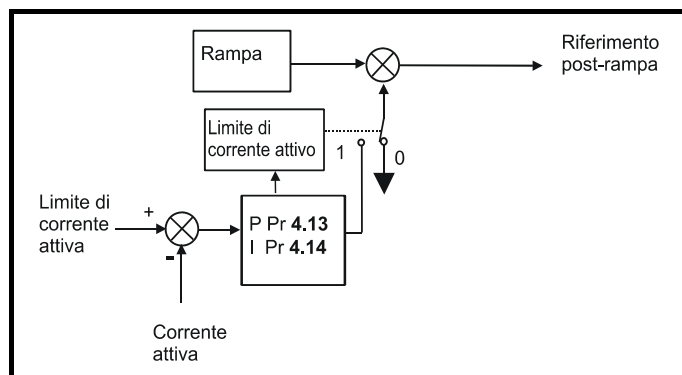 Rampa
Riferimento
post-rampa
Limite di
corrente attivo
1
0
Limite di
corrente
attiva
+
-
P Pr 4.13
I Pr 4.14
Corrente
attiva